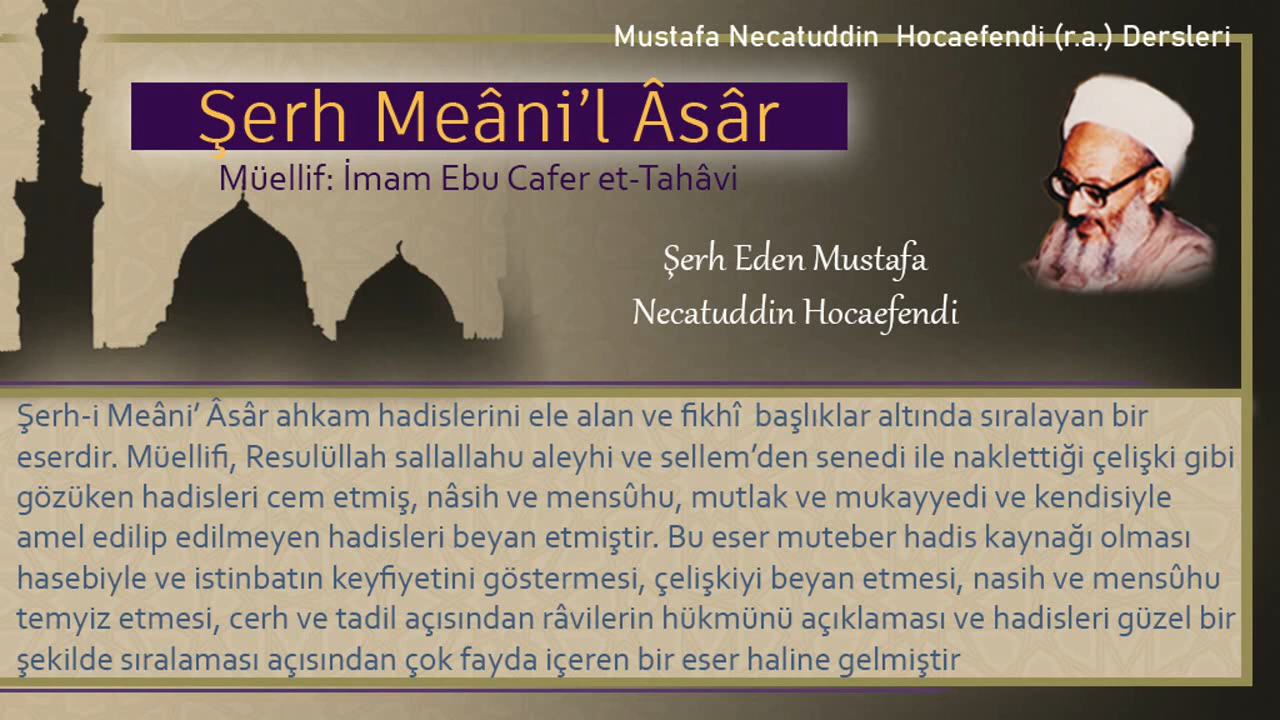 Mustafa Necatuddin Hocaefendi (r.a.) Dersleri
Şerh Meâni’l Âsâr
Müellif: İmam Ebu Cafer et-Tahâvi
Şerh Eden Mustafa
Necatuddin Hocaefendi
Şerh-i Meâni’ Âsâr ahkam hadislerini ele alan ve fikhî başlıklar altında sıralayan bir
eserdir. Müellifi, Resulüllah sallallahu aleyhi ve sellem’den senedi ile naklettiği çelişki gibi
gözüken hadisleri cem etmiş, nâsih ve mensûhu, mutlak ve mukayyedi ve kendisiyle
amel edilip edilmeyen hadisleri beyan etmiştir. Bu eser muteber hadis kaynağı olması
hasebiyle ve istinbatın keyfiyetini göstermesi, çelişkiyi beyan etmesi, nasih ve mensûhu
temyiz etmesi, cerh ve tadil açısından râvilerin hükmünü açıklaması ve hadisleri güzel bir
şekilde sıralaması açısından çok fayda içeren bir eser haline gelmiştir